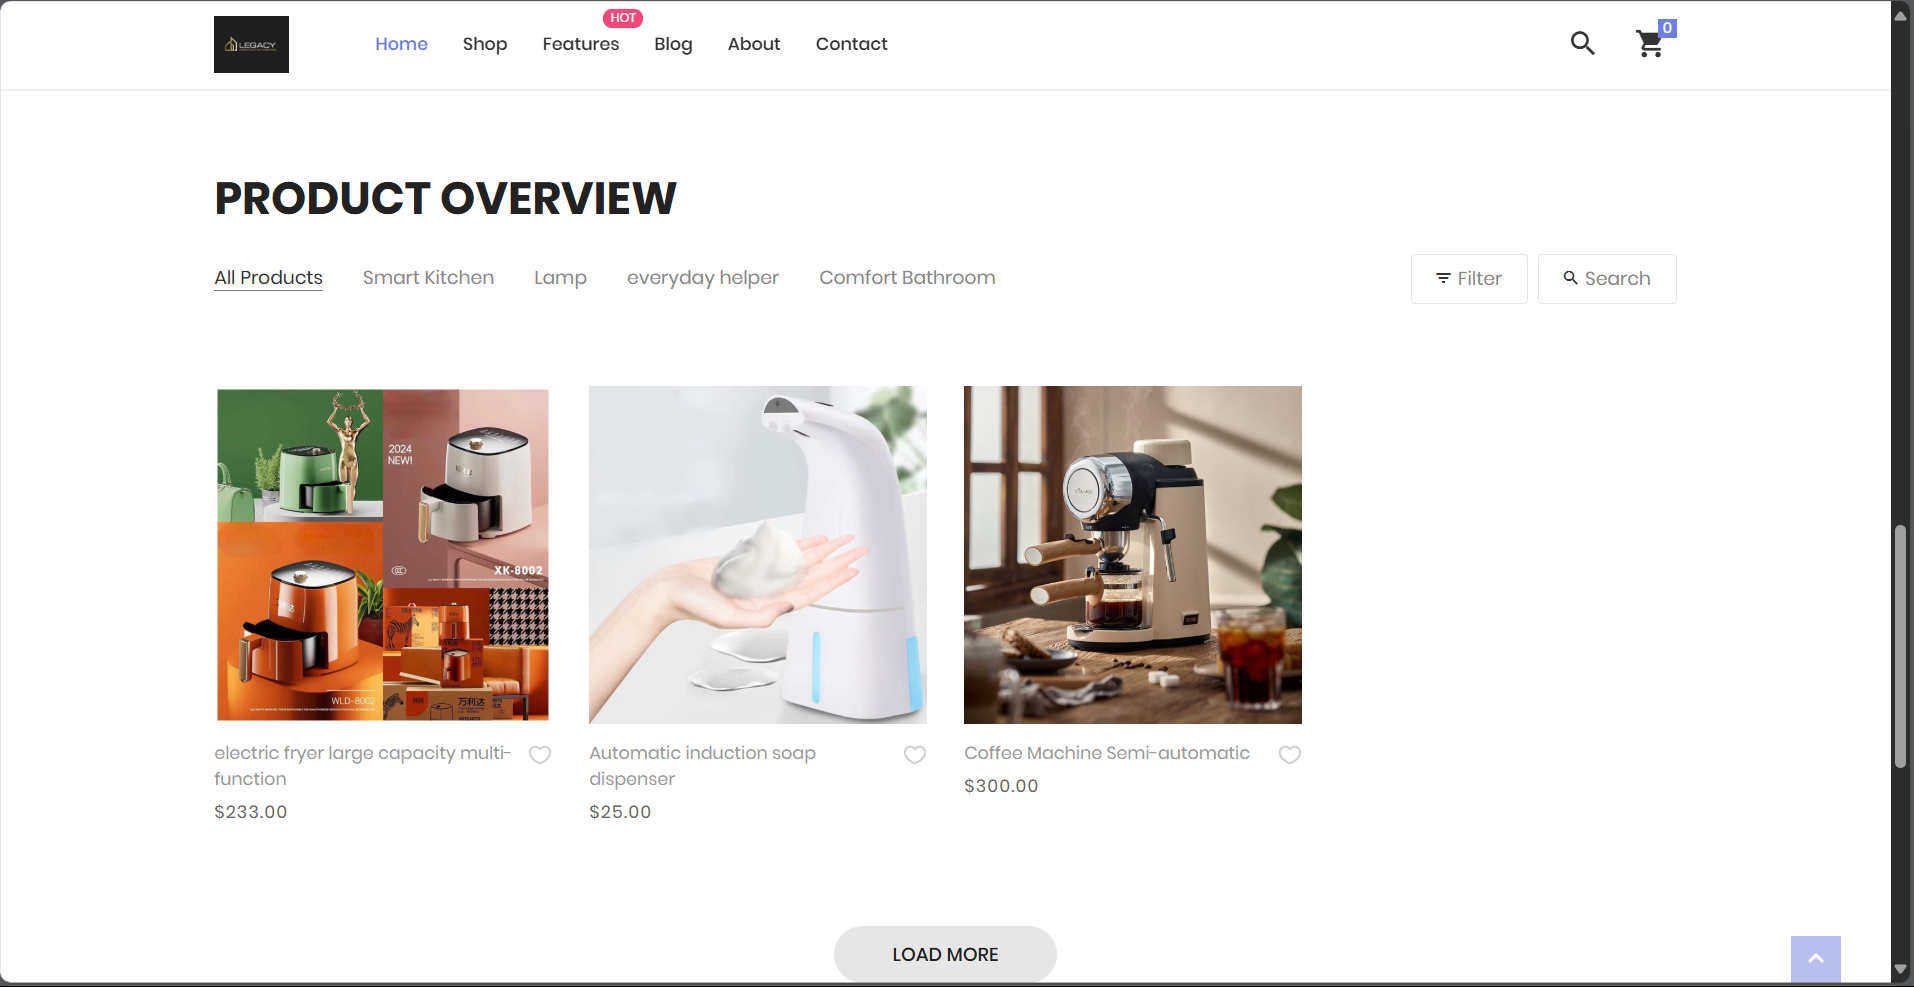 LEGACY
Home
Shop
HOT
Features
Blog
About
Contact
0
PRODUCT OVERVIEW
All Products
Smart Kitchen
Lamp
everyday helper
Comfort Bathroom
Filter
Search
2024
NEW!
XK-8002
WLD-8002
万利达
electric fryer large capacity multi-
function
$233.00
Automatic induction soap
dispenser
$25.00
Coffee Machine Semi-automatic
$300.00
LOAD MORE